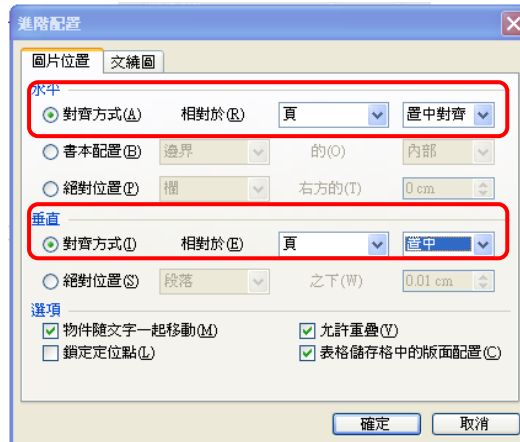 進階配置
圖片位置 文繞圖
水平
對齊方式(A) 相對於(R) 頁 置中對齊
書本配置(B) 邊界 的(O) 內部
絕對位置(P) 欄 右方的(T) 0 cm
垂直
對齊方式(I) 相對於(E) 頁 置中
絕對位置(S) 段落 之下(W) 0.01 cm
選項
物件隨文字一起移動(M) 允許重疊(V)
鎖定定位點(L) 表格儲存格中的版面配置(C)
確定 取消